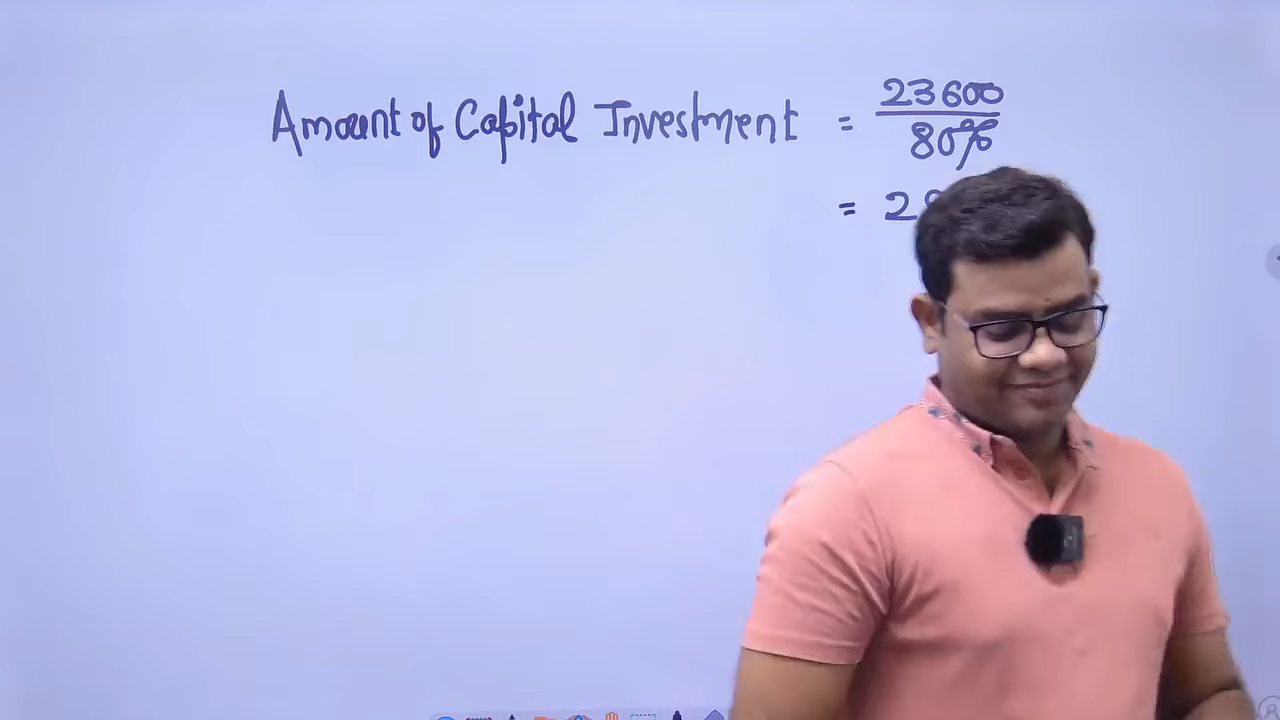 Amount of Capital Investment = 23600
80%
= 2